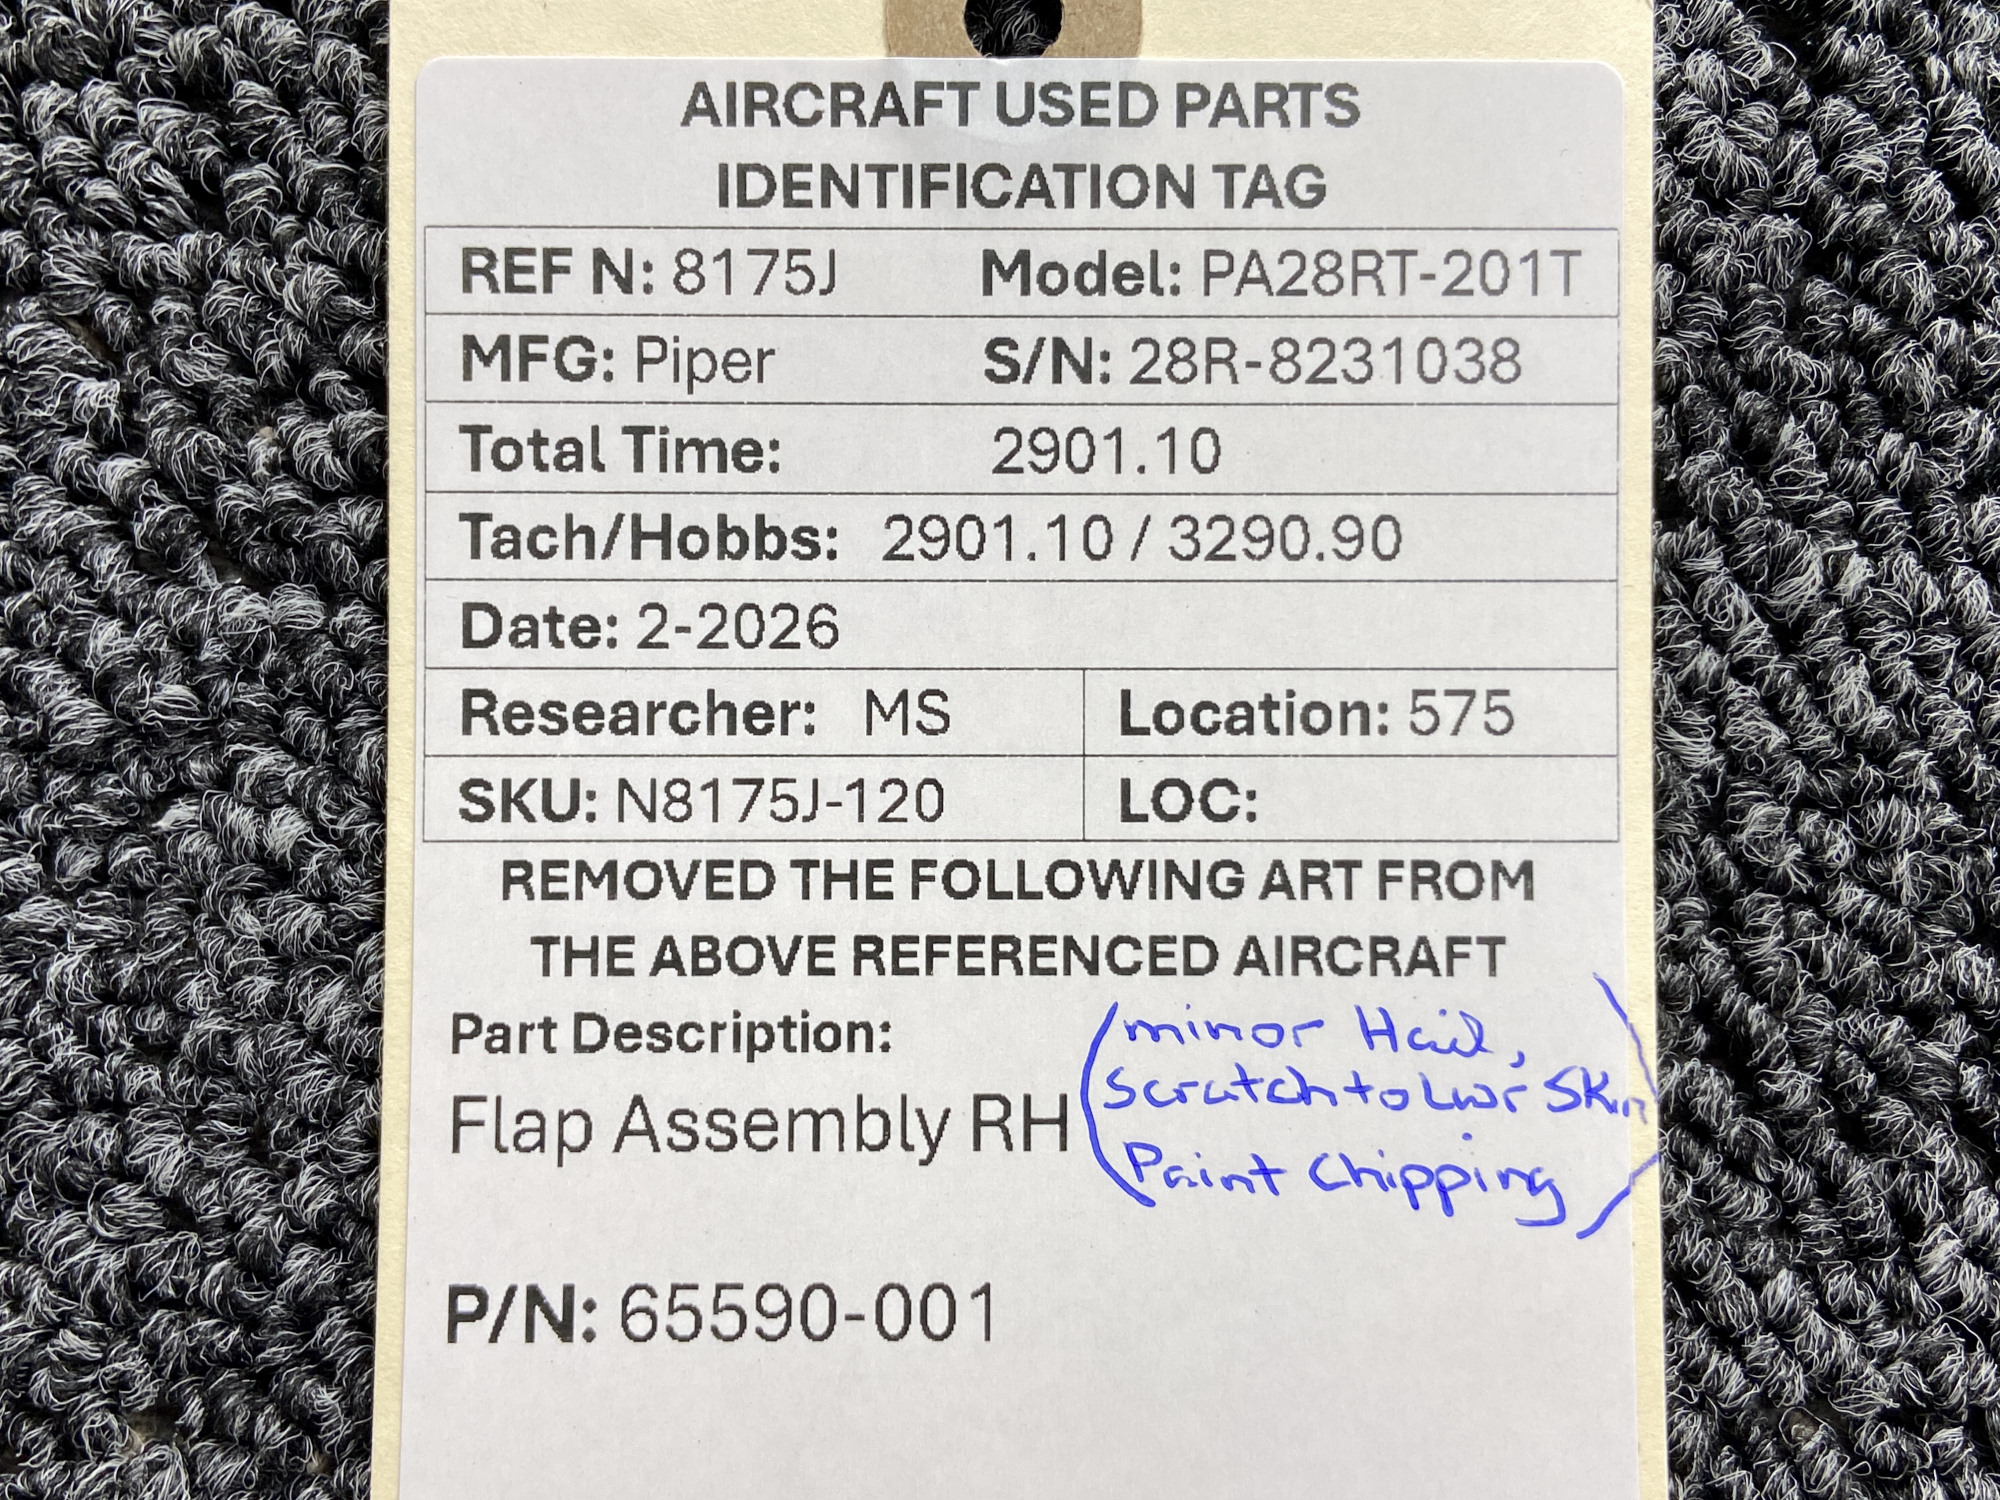 AIRCRAFT USED PARTS
IDENTIFICATION TAG
REF N: 8175J Model: PA28RT-201T
MFG: Piper S/N: 28R-8231038
Total Time: 2901.10
Tach/Hobbs: 2901.10 / 3290.90
Date: 2-2026
Researcher: MS Location: 575
SKU: N8175J-120 LOC:
REMOVED THE FOLLOWING ART FROM
THE ABOVE REFERENCED AIRCRAFT
Part Description:
Flap Assembly RH
(minor Hail,
Scratch to Lwr Skin
Paint Chipping)
P/N: 65590-001